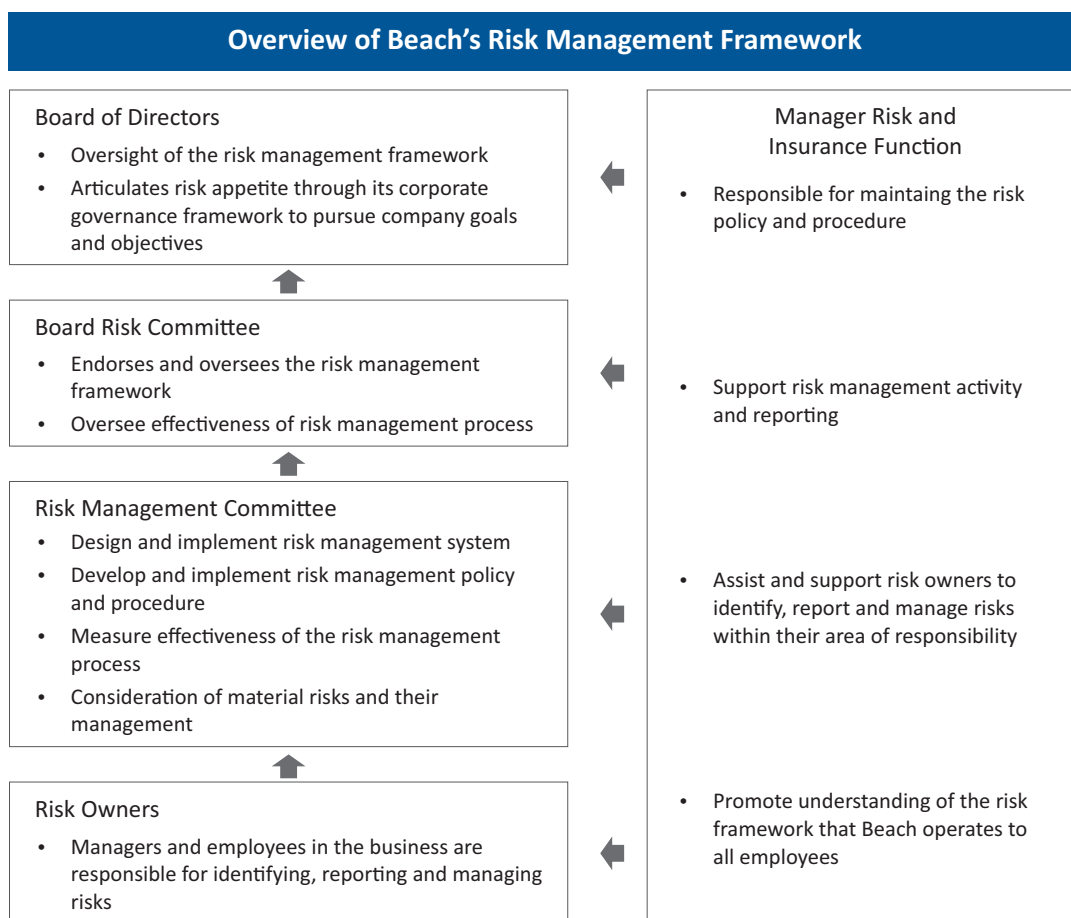 Overview of Beach's Risk Management Framework
Board of Directors
• Oversight of the risk management framework
• Articulates risk appetite through its corporate
governance framework to pursue company goals
and objectives
Board Risk Committee
• Endorses and oversees the risk management
framework
• Oversee effectiveness of risk management process
Risk Management Committee
• Design and implement risk management system
• Develop and implement risk management policy
and procedure
• Measure effectiveness of the risk management
process
• Consideration of material risks and their
management
Risk Owners
• Managers and employees in the business are
responsible for identifying, reporting and managing
risks
Manager Risk and
Insurance Function
• Responsible for maintaing the risk
policy and procedure
• Support risk management activity
and reporting
• Assist and support risk owners to
identify, report and manage risks
within their area of responsibility
• Promote understanding of the risk
framework that Beach operates to
all employees